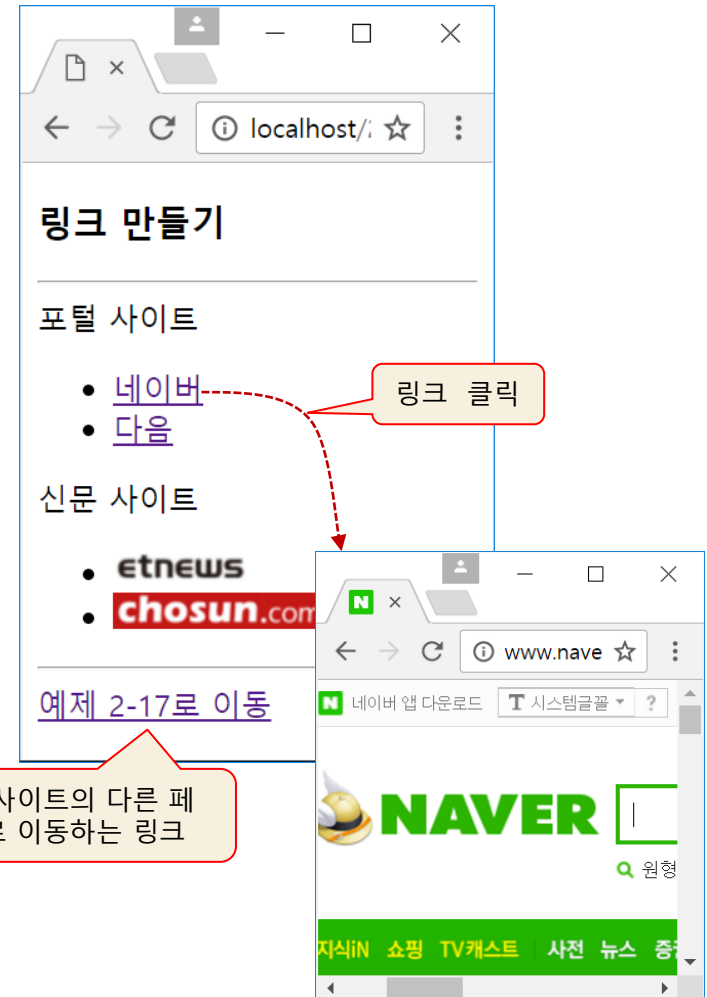 localhost/2
링크 만들기
포털 사이트
네이버
링크 클릭
다음
신문 사이트
etnews
chosun.com
예제 2-17로 이동
사이트의 다른 페
로 이동하는 링크
N
www.nave
N 네이버 앱 다운로드 T 시스템글꼴 ?
NAVER
원형
지식iN 쇼핑 TV캐스트 사전 뉴스